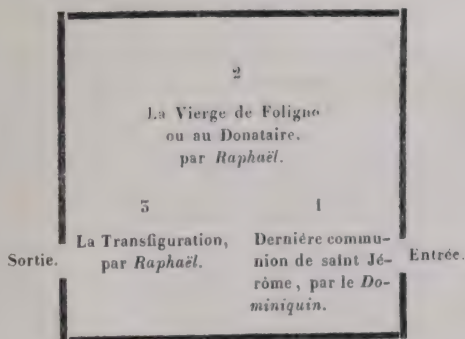 2
La Vierge de Foligno
ou au Donataire.
par Raphaël.
3
La Transfiguration,
par Raphaël.
1
Dernière commu-
nion de saint Jé-
rôme, par le Do-
miniquin.
Sortie.
Entrée.